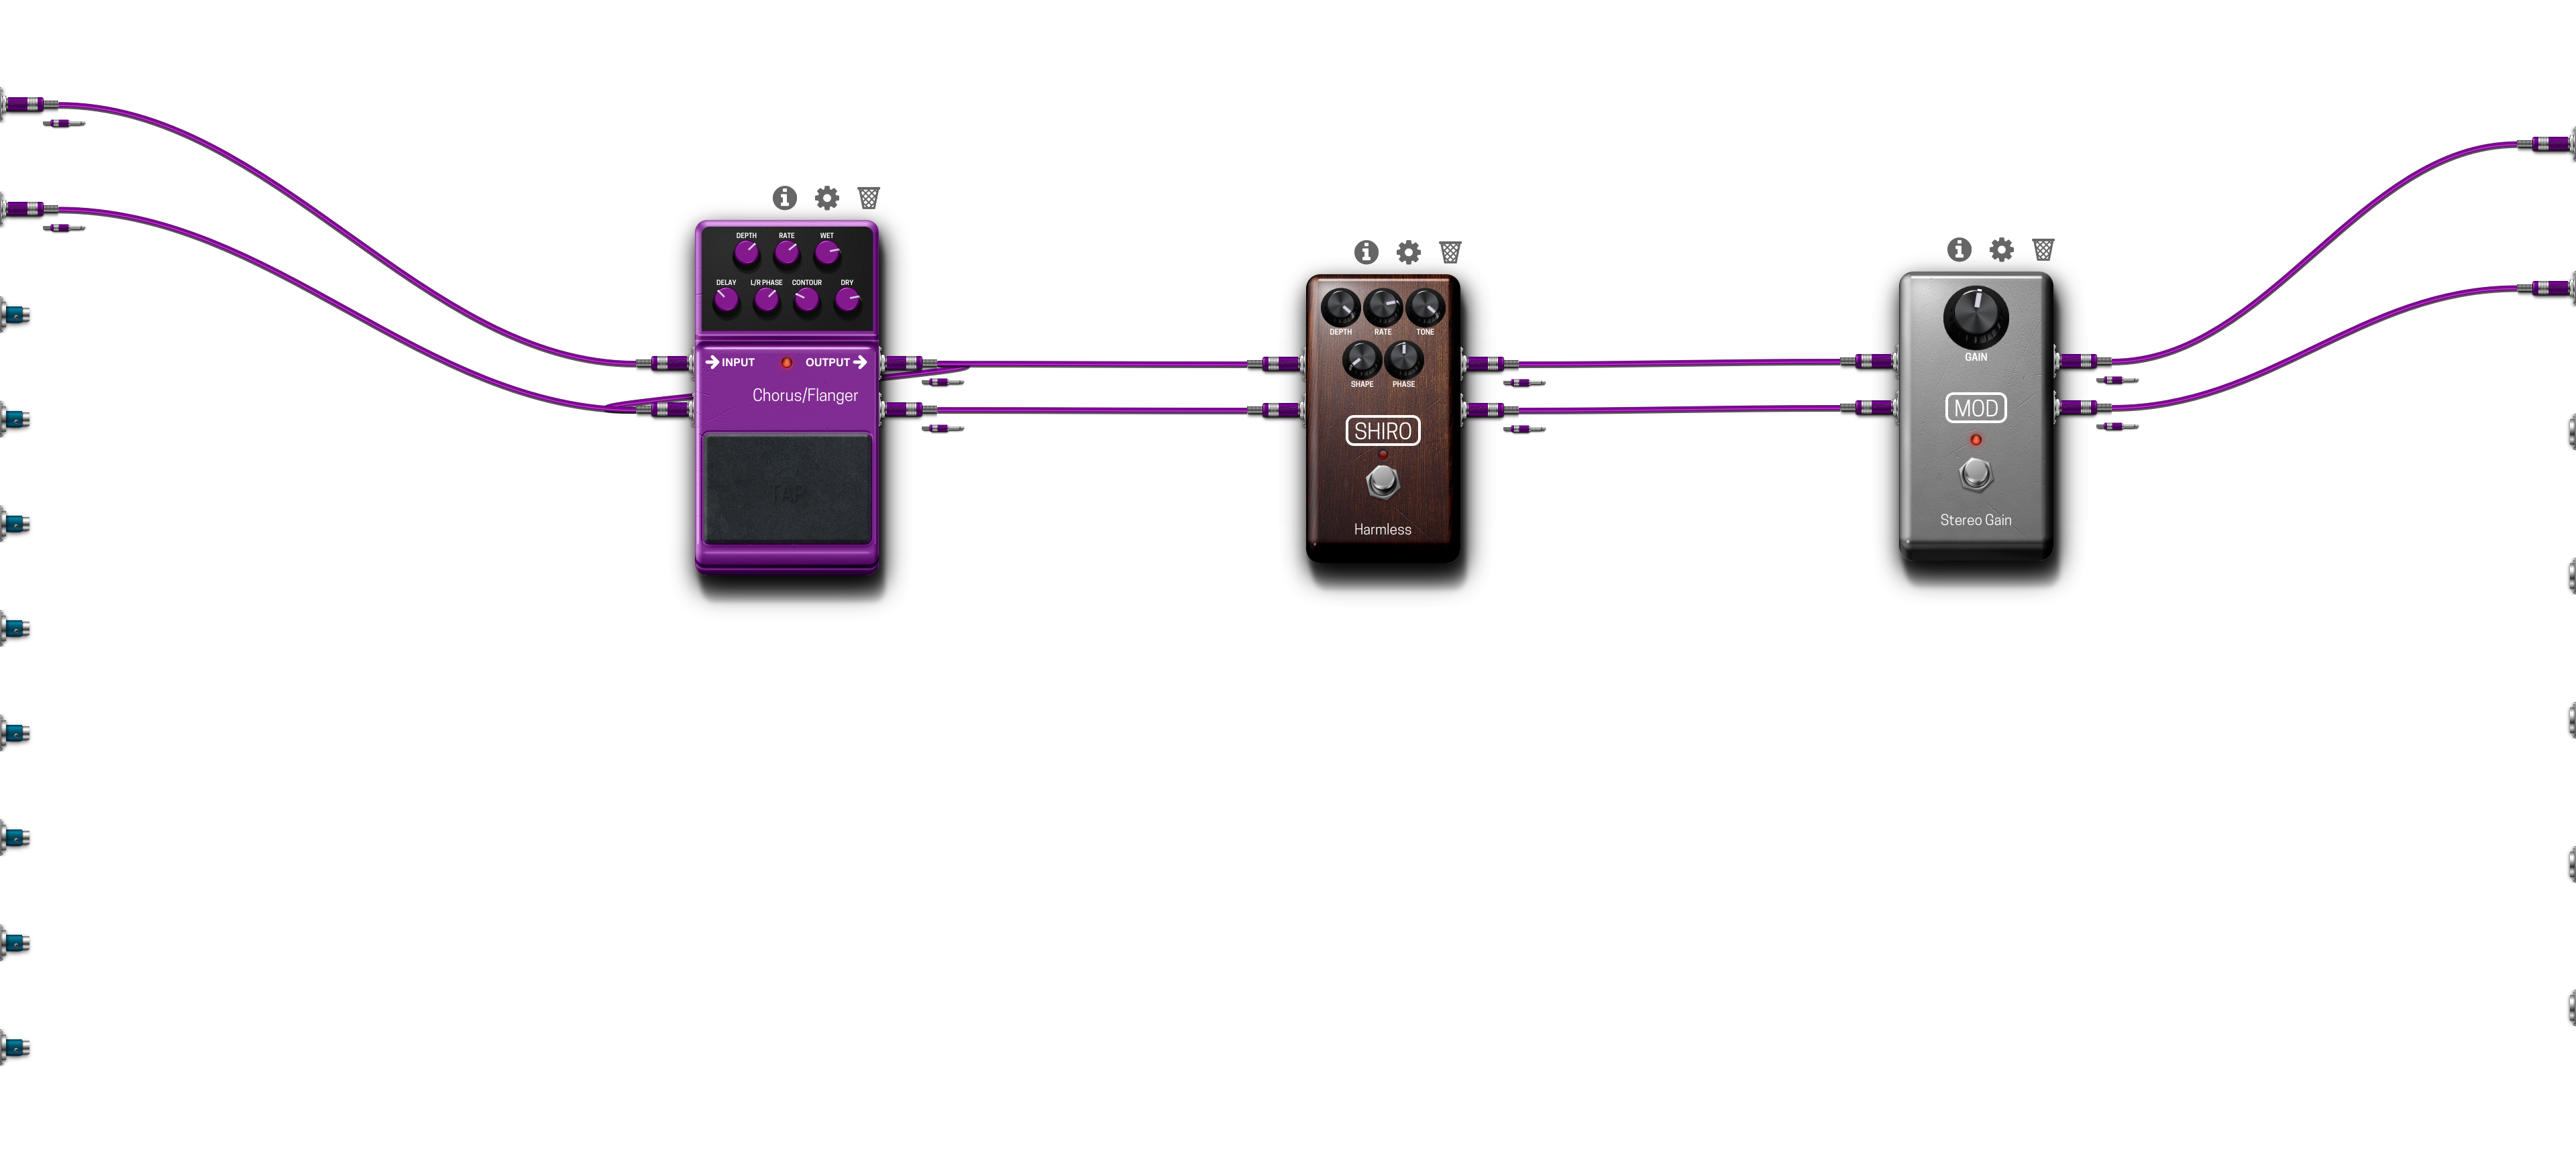 DEPTH RATE WET
DELAY L/R PHASE CONTOUR DRY
INPUT OUTPUT
Chorus/Flanger
TAP
DEPTH RATE TONE
SHAPE PHASE
SHIRO
Harmless
GAIN
MOD
Stereo Gain